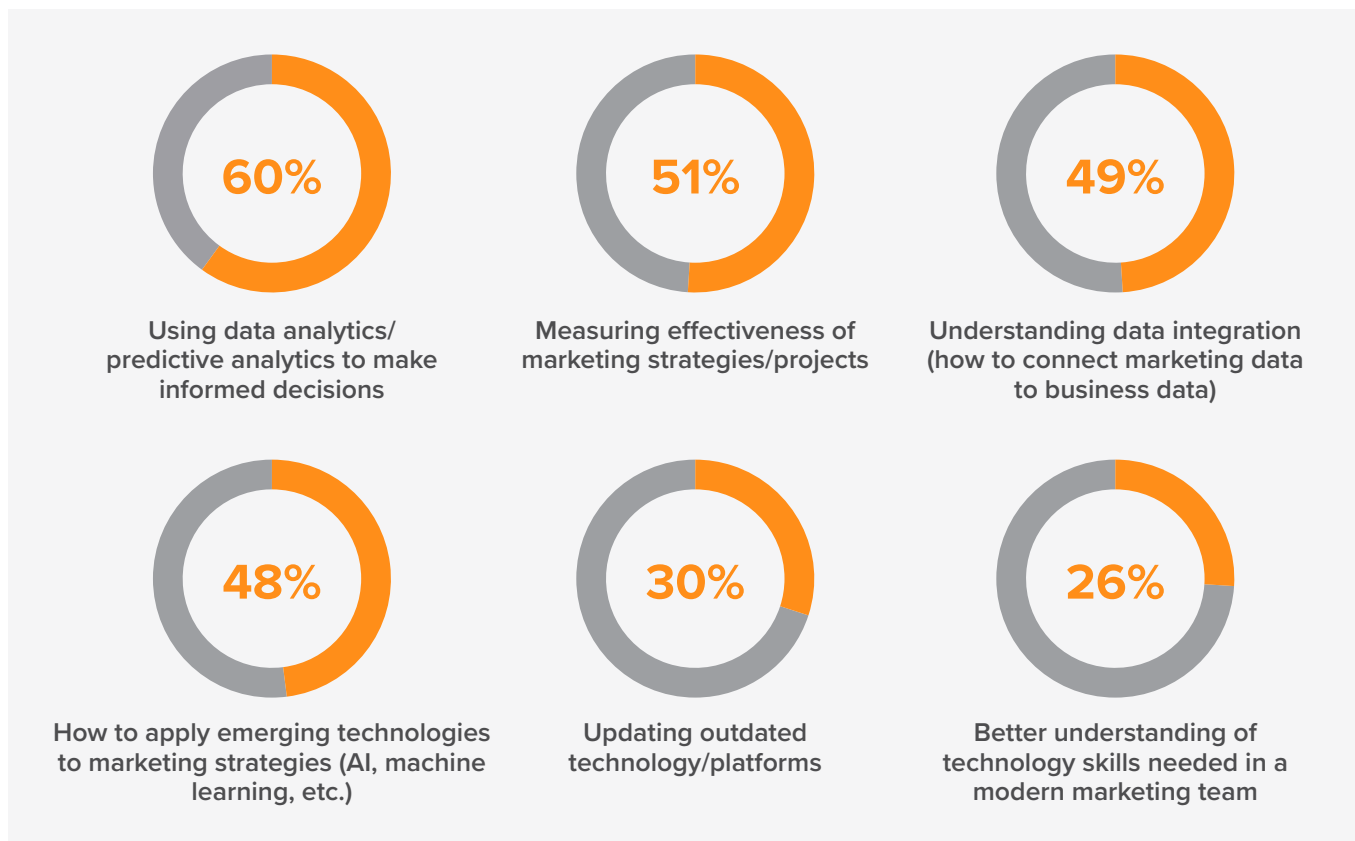 60%
Using data analytics/
predictive analytics to make
informed decisions
51%
Measuring effectiveness of
marketing strategies/projects
49%
Understanding data integration
(how to connect marketing data
to business data)
48%
How to apply emerging technologies
to marketing strategies (AI, machine
learning, etc.)
30%
Updating outdated
technology/platforms
26%
Better understanding of
technology skills needed in a
modern marketing team